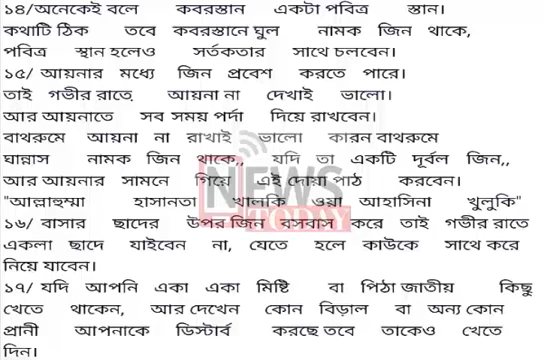 ১৪/অনেকেই বলে কবরস্তান একটা পবিত্র স্তান।
কথাটি ঠিক তবে কবরস্তানে ঘুল নামক জিন থাকে,
পবিত্র স্থান হলেও সর্তকতার সাথে চলবেন।
১৫/ আয়নার মধ্যে জিন প্রবেশ করতে পারে।
তাই গভীর রাতে আয়না না দেখাই ভালো।
আর আয়নাতে সব সময় পর্দা দিয়ে রাখবেন।
বাথরুমে আয়না না রাখাই ভালো কারন বাথরুমে
ঘান্নাস নামক জিন থাকে,, যদি তা একটি দূর্বল জিন,,
আর আয়নার সামনে গিয়ে এই দোয়া পাঠ করবেন।
"আল্লাহুম্মা হাসানতা খালকি ওয়া আহাসিনা খুলুকি"
১৬/ বাসার ছাদের উপর জিন বসবাস করে তাই গভীর রাতে
একলা ছাদে যাইবেন না, যেতে হলে কাউকে সাথে করে
নিয়ে যাবেন।
১৭/ যদি আপনি একা একা মিষ্টি বা পিঠা জাতীয় কিছু
খেতে থাকেন, আর দেখেন কোন বিড়াল বা অন্য কোন
প্রানী আপনাকে ডিস্টার্ব করছে তবে তাকেও খেতে
দিন।
NEWS
TODAY